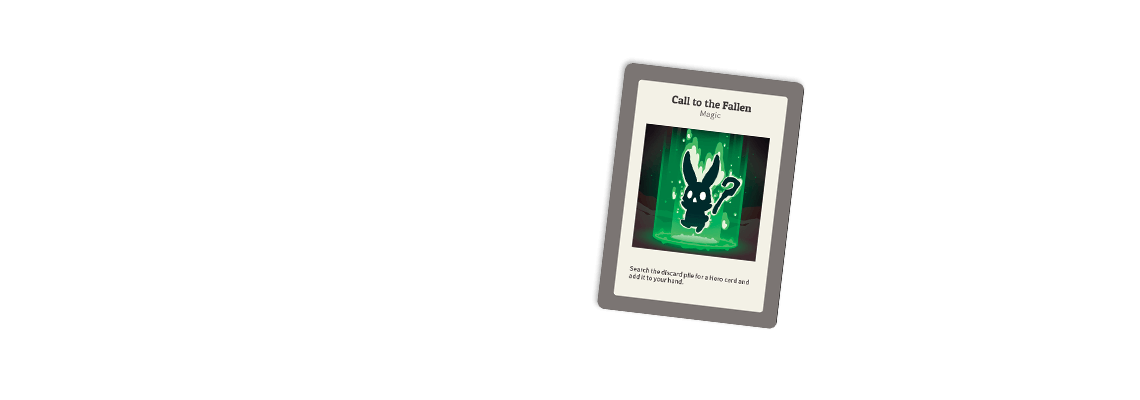 Call to the Fallen
Magic
Search the discard pile for a Hero card and
add it to your hand.